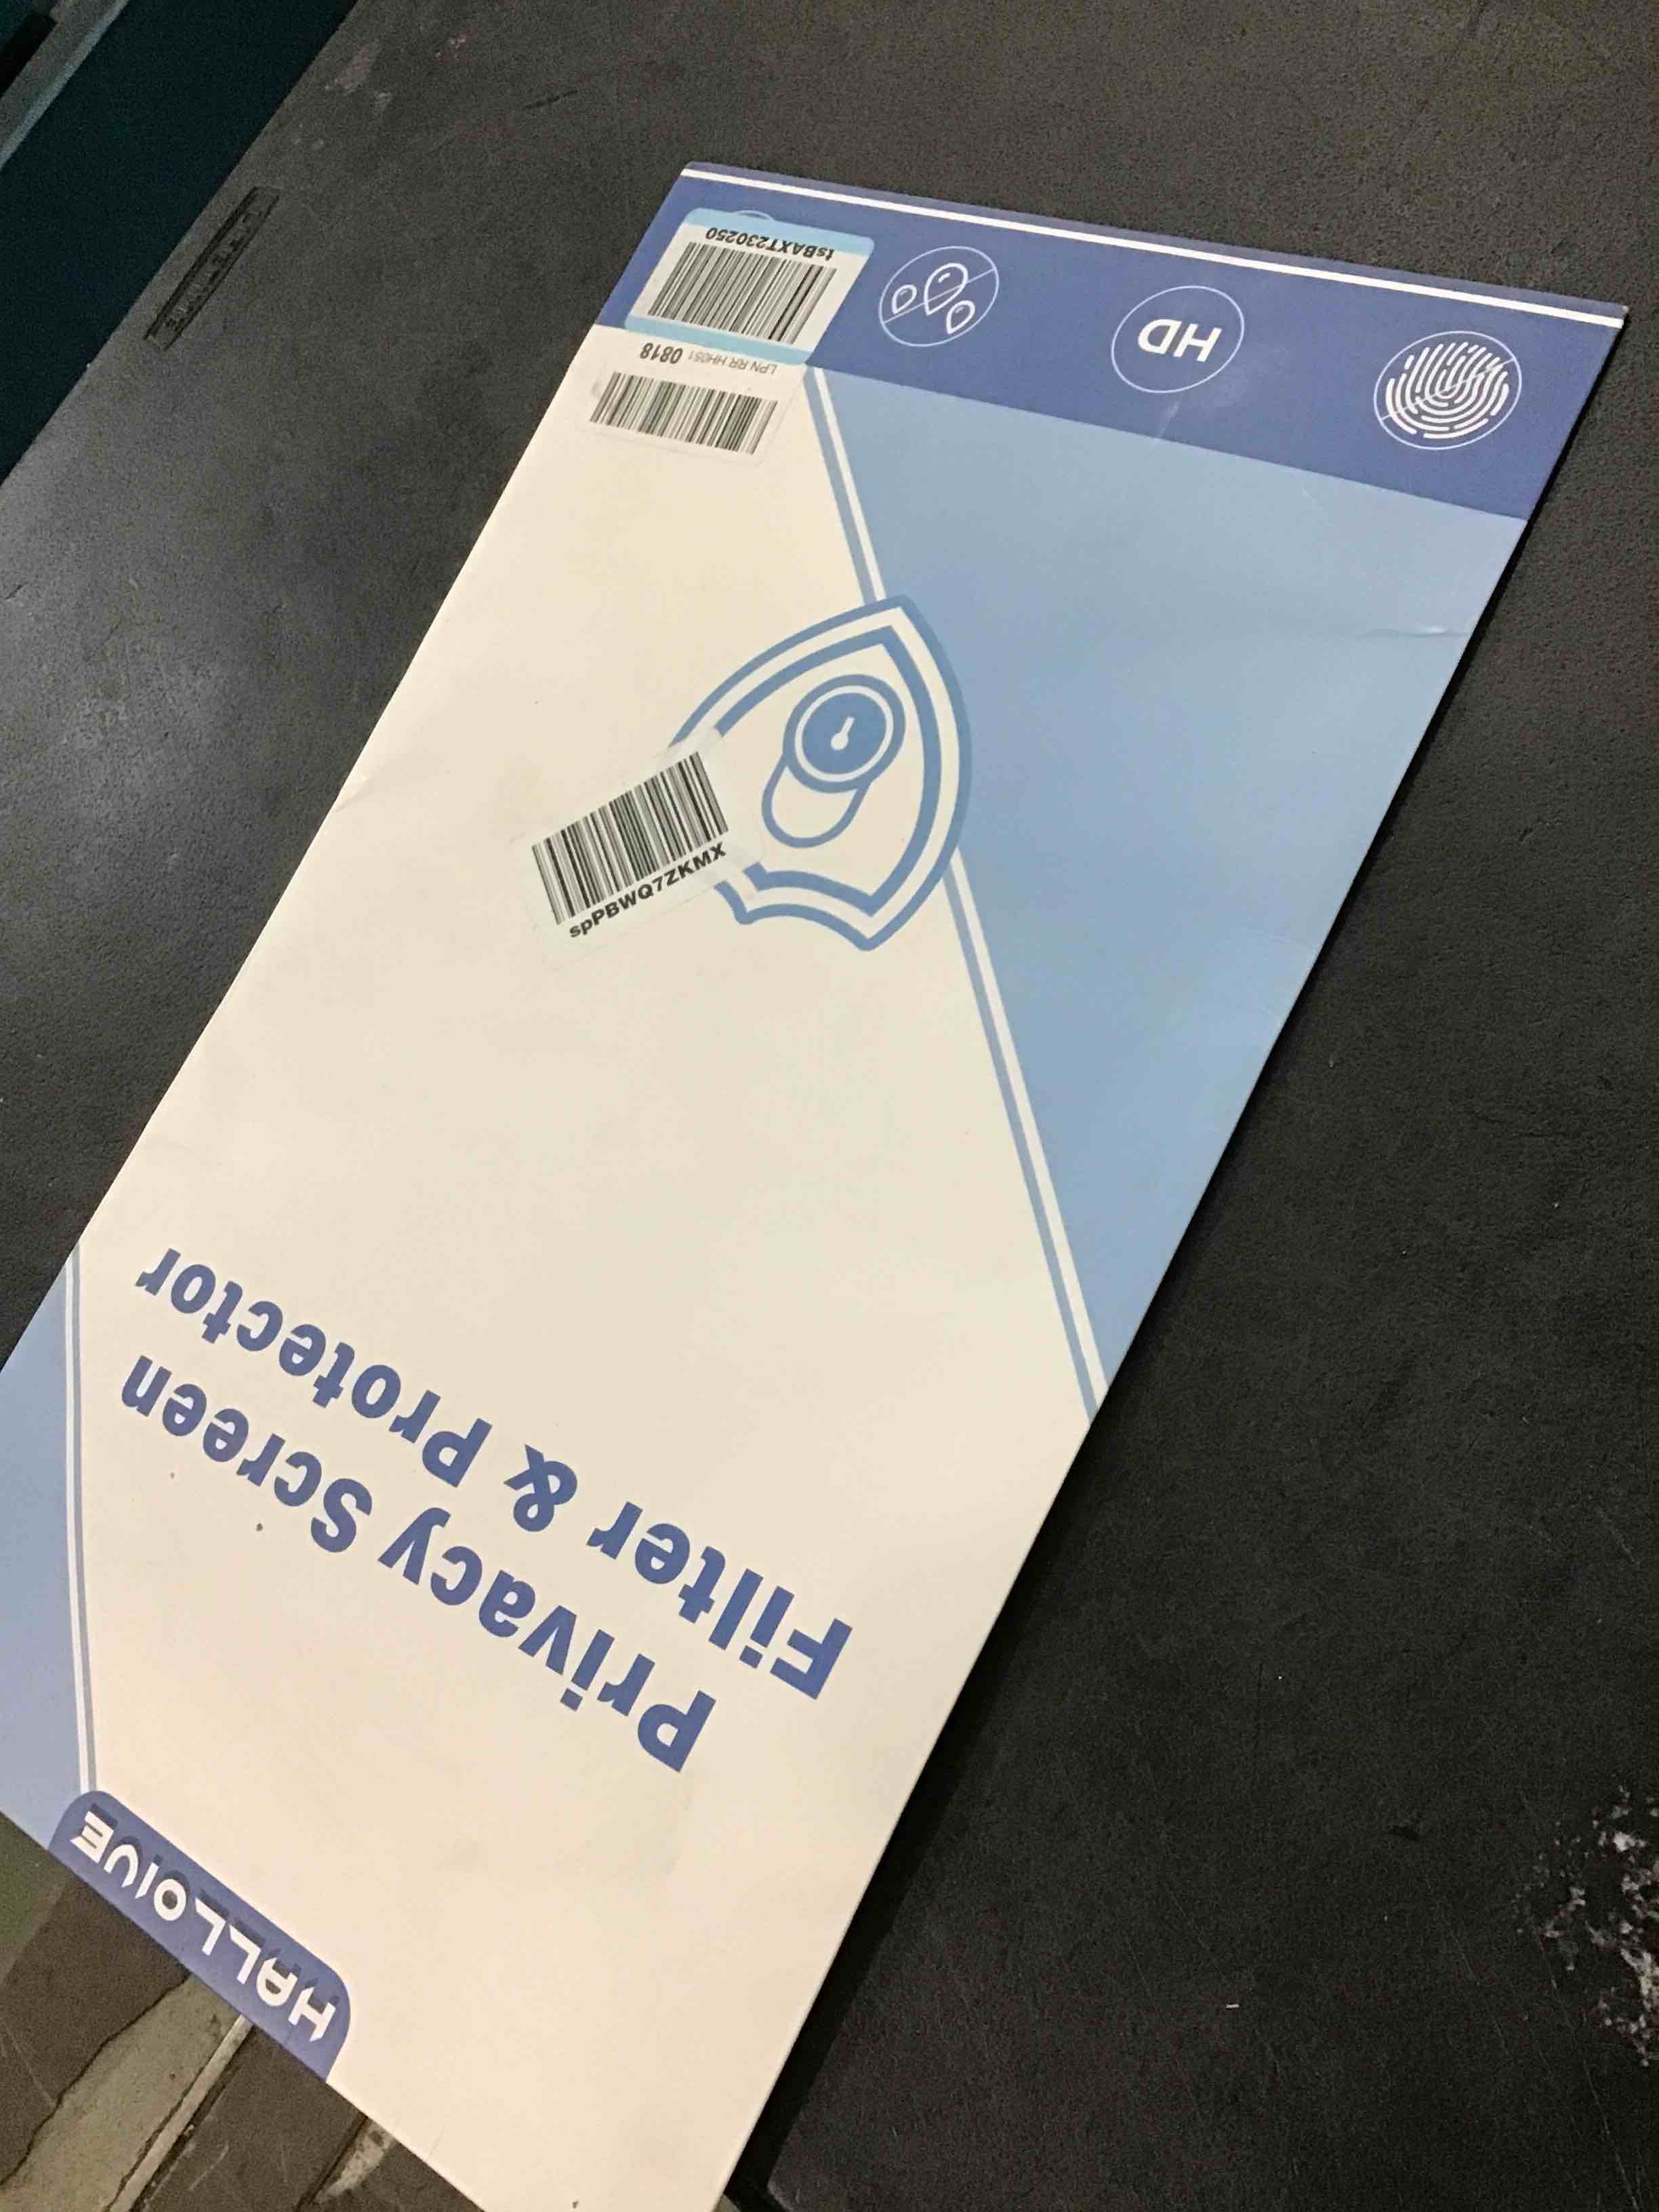 HALLOIVE
Privacy Screen
Filter & Protector
spPBWQ7ZKMX
LPN RR HH051 0818
tsBAXT230250
HD